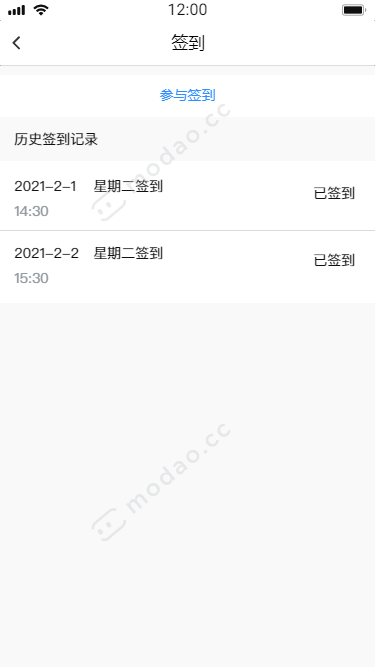 12:00
签到
参与签到
历史签到记录
2021-2-1 星期二签到
已签到
14:30
2021-2-2 星期二签到
已签到
15:30
modao.cc
modao.cc